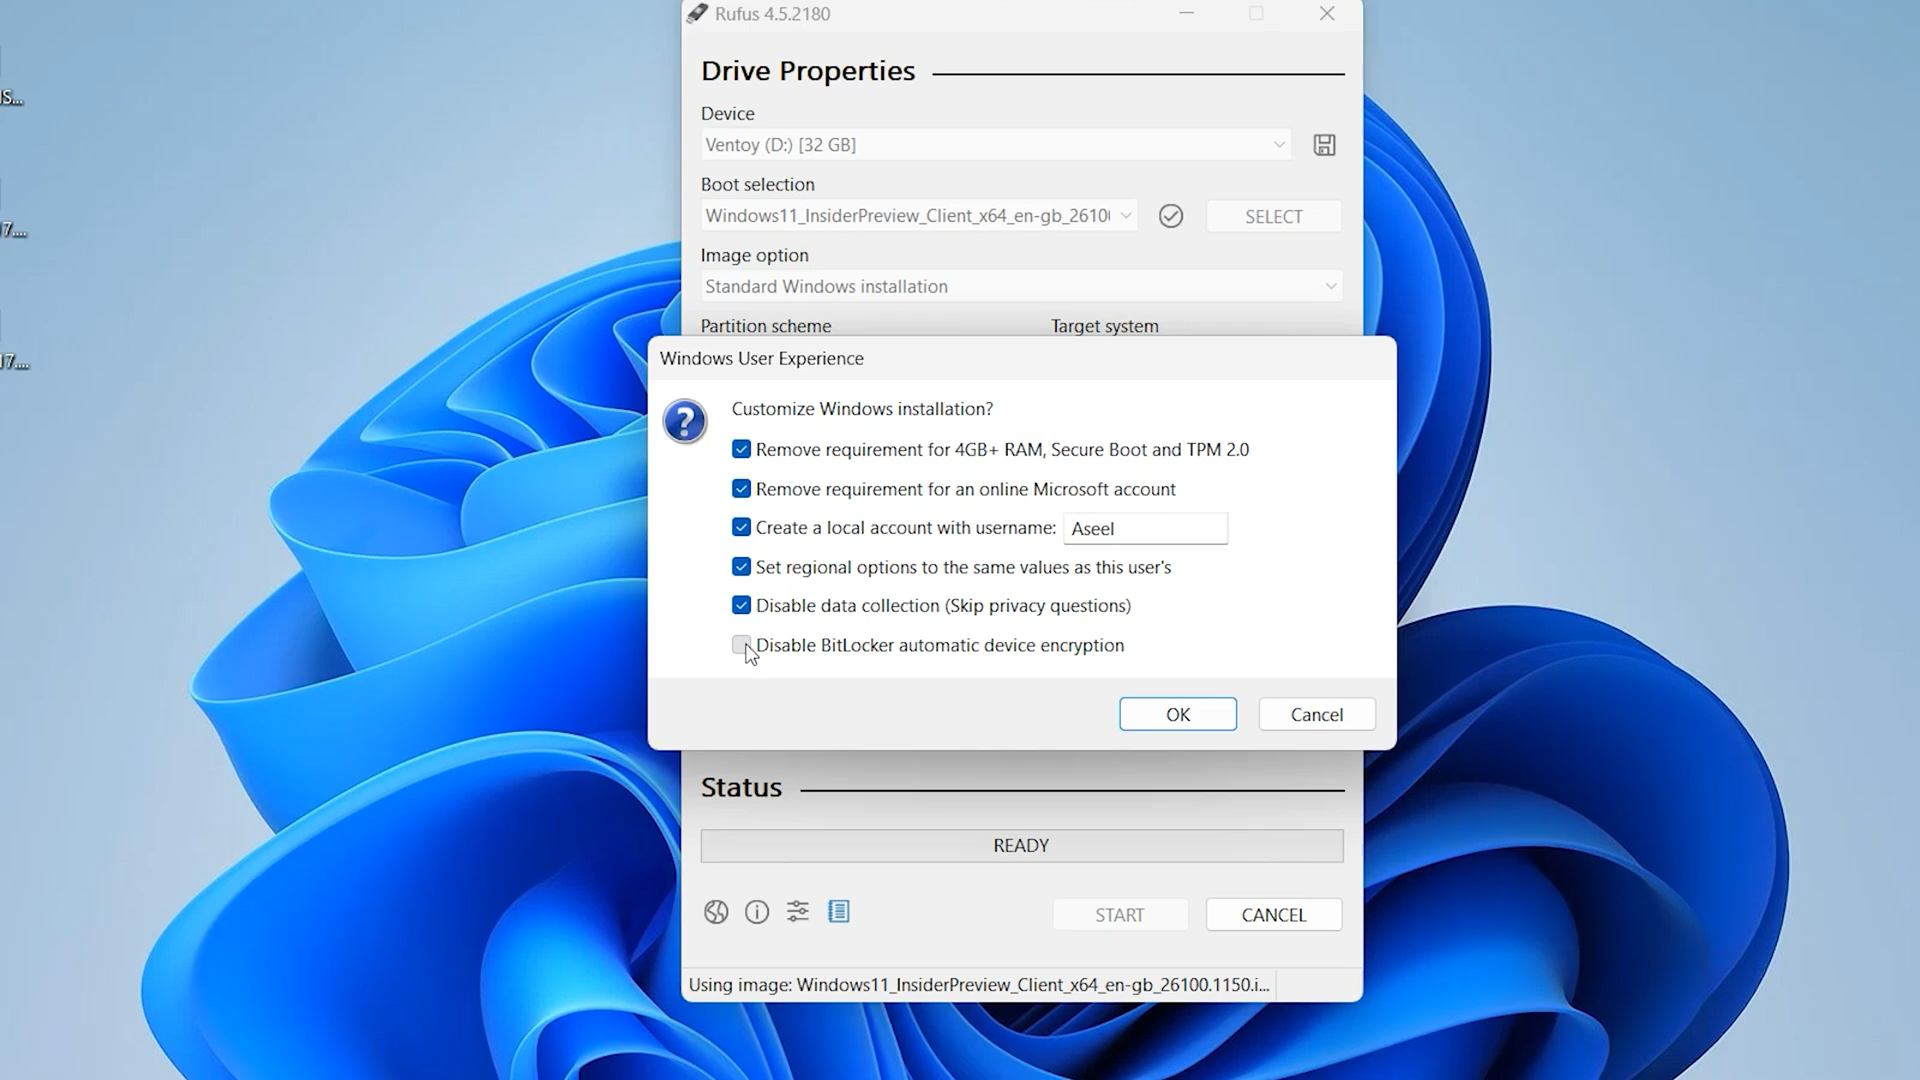 Rufus 4.5.2180
Drive Properties
Device
Ventoy (D:) [32 GB]
Boot selection
Windows11_InsiderPreview_Client_x64_en-gb_2610
SELECT
Image option
Standard Windows installation
Partition scheme Target system
Windows User Experience
Customize Windows installation?
Remove requirement for 4GB+ RAM, Secure Boot and TPM 2.0
Remove requirement for an online Microsoft account
Create a local account with username: Aseel
Set regional options to the same values as this user's
Disable data collection (Skip privacy questions)
Disable BitLocker automatic device encryption
OK Cancel
Status
READY
START CANCEL
Using image: Windows11_InsiderPreview_Client_x64_en-gb_26100.1150.i...
S...
7....
17....